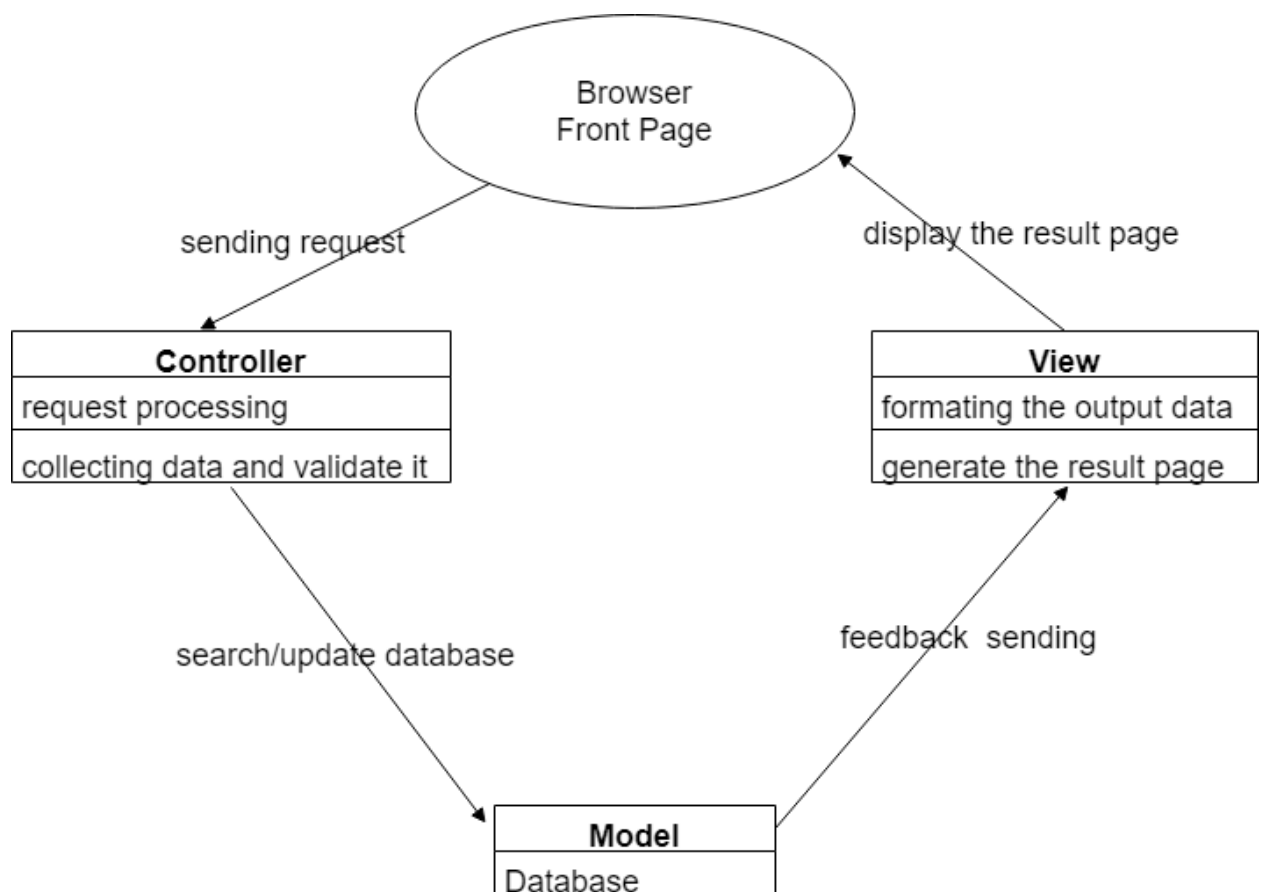 Browser
Front Page
sending request
display the result page
Controller
request processing
collecting data and validate it
View
formating the output data
generate the result page
search/update database
feedback  sending
Model
Database